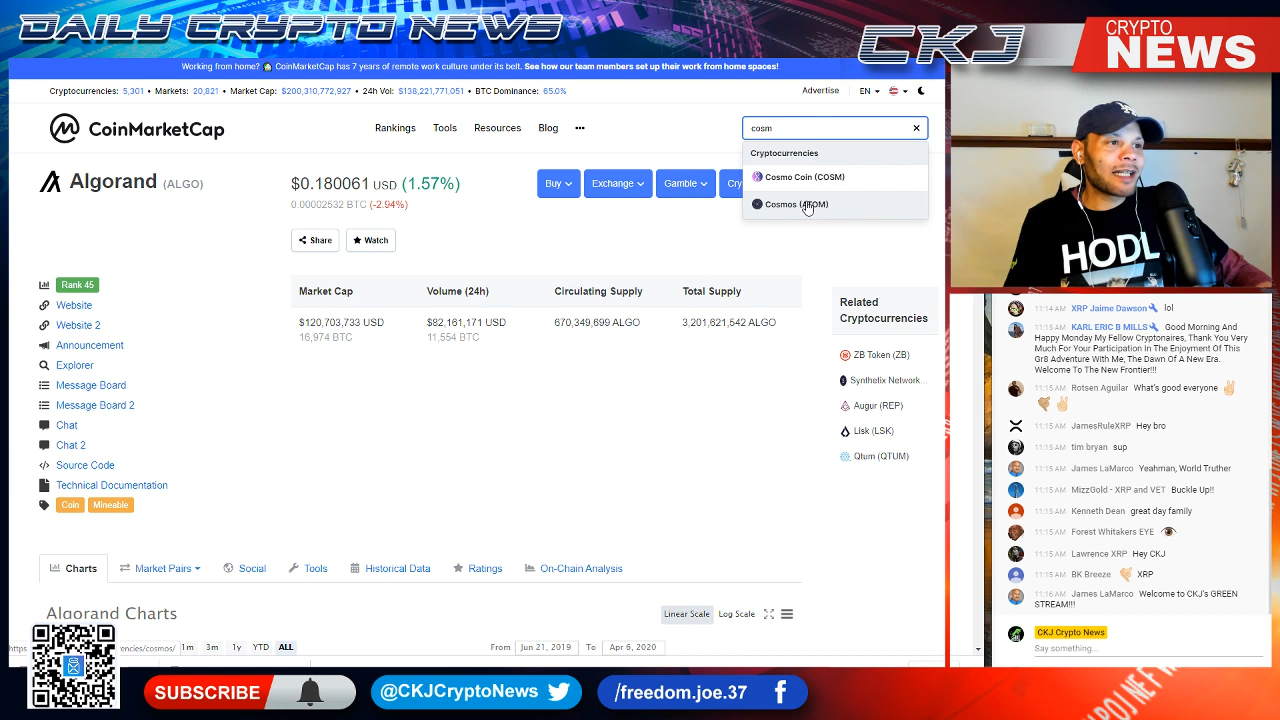 DAILY CRYPTO NEWS
CKJ
CRYPTO
NEWS
Working from home? CoinMarketCap has 7 years of remote work culture under its belt. See how our team members set up their work from home spaces!
Cryptocurrencies: 5,301 • Markets: 20,821 • Market Cap: $200,310,772,927 • 24h Vol: $138,221,771,051 • BTC Dominance: 65.0%
Advertise
EN
CoinMarketCap
Rankings
Tools
Resources
Blog
cosm
Cryptocurrencies
Cosmo Coin (COSM)
Cosmos (ATOM)
Algorand (ALGO)
$0.180061 USD (1.57%)
0.00002532 BTC (-2.94%)
Buy
Exchange
Gamble
Cry
Share
Watch
Rank 45
Website
Website 2
Announcement
Explorer
Message Board
Message Board 2
Chat
Chat 2
Source Code
Technical Documentation
Coin
Mineable
Market Cap
Volume (24h)
Circulating Supply
Total Supply
$120,703,733 USD
$82,161,171 USD
670,349,699 ALGO
3,201,621,542 ALGO
16,974 BTC
11,554 BTC
Related
Cryptocurrencies
ZB Token (ZB)
Synthetix Network...
Augur (REP)
Lisk (LSK)
Qtum (QTUM)
Charts
Market Pairs
Social
Tools
Historical Data
Ratings
On-Chain Analysis
Algorand Charts
Linear Scale
Log Scale
https
encies/cosmos/
1m
3m
1y
YTD
ALL
From
Jun 21, 2019
To
Apr 6, 2020
HODL
11:14 AM XRP Jaime Dawson lol
11:15 AM KARL ERIC B MILLS Good Morning And
Happy Monday My Fellow Cryptonaires, Thank You Very
Much For Your Participation In The Enjoyment Of This
Gr8 Adventure With Me, The Dawn Of A New Era.
Welcome To The New Frontier!!!
11:15 AM Rotsen Aguilar What's good everyone
11:15 AM JamesRuleXRP Hey bro
11:15 AM tim bryan sup
11:15 AM James LaMarco Yeahman, World Truther
11:15 AM MizzGold - XRP and VET Buckle Up!!
11:15 AM Kenneth Dean great day family
11:15 AM Forest Whitakers EYE
11:15 AM Lawrence XRP Hey CKJ
11:15 AM BK Breeze XRP
11:16 AM James LaMarco Welcome to CKJ's GREEN
STREAM!!!
CKJ Crypto News
Say something...
SUBSCRIBE
@CKJCryptoNews
/freedom.joe.37